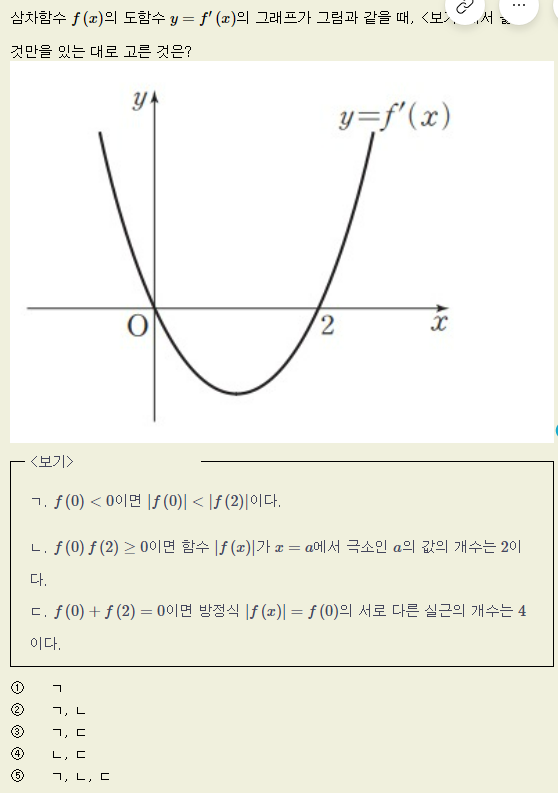 삼차함수 f(x)의 도함수 y = f′(x)의 그래프가 그림과 같을 때, <보기
것만을 있는 대로 고른 것은?
y
y=f′(x)
O
2
x
<보기>
ㄱ. f(0) < 0이면 |f(0)| < |f(2)|이다.
ㄴ. f(0)f(2) ≥ 0이면 함수 |f(x)|가 x = a에서 극소인 a의 값의 개수는 2이
다.
ㄷ. f(0) + f(2) = 0이면 방정식 |f(x)| = f(0)의 서로 다른 실근의 개수는 4
이다.
① ㄱ
② ㄱ, ㄴ
③ ㄱ, ㄷ
④ ㄴ, ㄷ
⑤ ㄱ, ㄴ, ㄷ